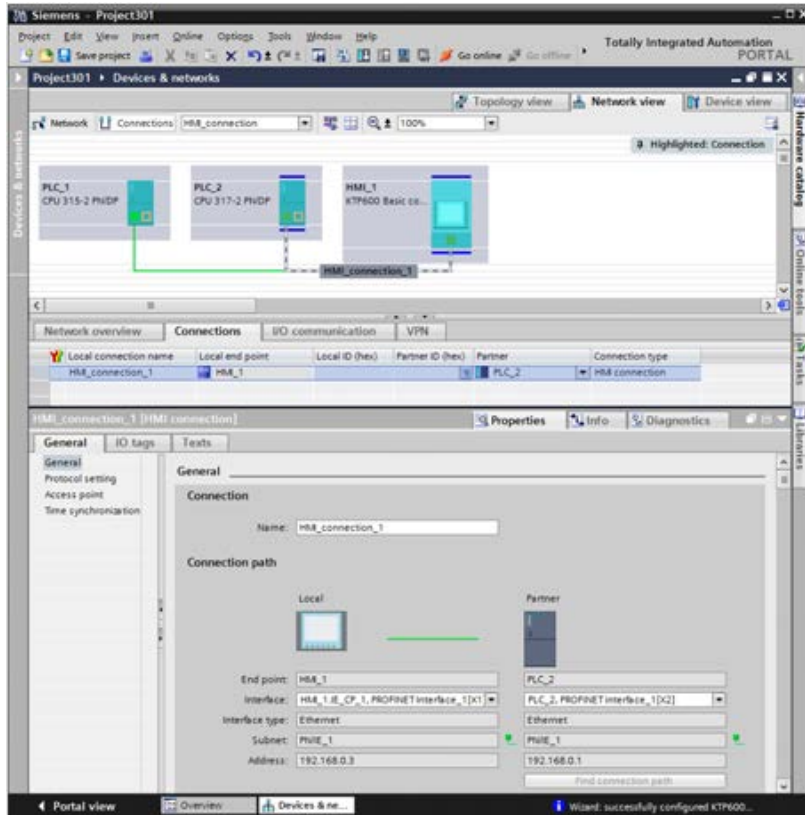 Siemens - Project301
Project Edit View Insert Online Options Tools Window Help
Totally Integrated Automation
PORTAL
Save project Go online Go offline
Project301 Devices & networks
Topology view Network view Device view
Network Connections HMI_connection 100%
Highlighted: Connection
PLC_1
CPU 315-2 PN/DP
PLC_2
CPU 317-2 PN/DP
HMI_1
KTP600 Basic co...
HMI_connection_1
Network overview Connections I/O communication VPN
Local connection name Local end point Local ID (hex) Partner ID (hex) Partner Connection type
HMI_connection_1 HMI_1 PLC_2 HMI connection
HMI_connection_1 [HMI connection]
Properties Info Diagnostics
General IO tags Texts
General
Protocol setting
Access point
Time synchronization
General
Connection
Name: HMI_connection_1
Connection path
Local Partner
End point: HMI_1 PLC_2
Interface: HMI_1.IE_CP_1, PROFINET interface_1[X1 PLC_2, PROFINET interface_1[X2]
Interface type: Ethernet Ethernet
Subnet: PN/IE_1 PN/IE_1
Address: 192.168.0.3 192.168.0.1
Find connection path
Devices & networks
Hardware catalog
Online tools
Tasks
Libraries
Portal view Overview Devices & ne... Wizard: successfully configured KTP600...